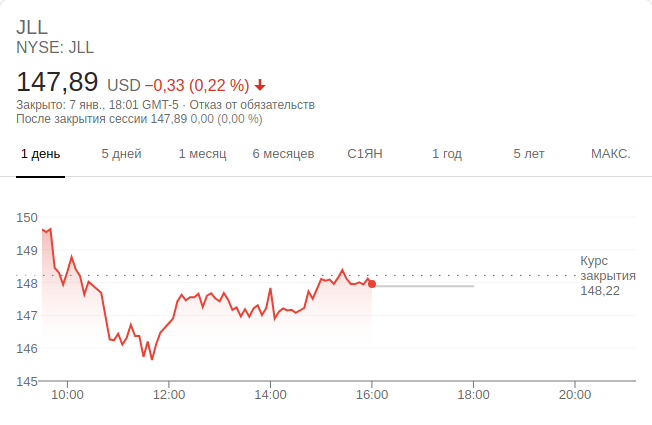 JLL
NYSE: JLL
147,89 USD −0,33 (0,22 %)
Закрыто: 7 янв., 18:01 GMT-5 · Отказ от обязательств
После закрытия сессии 147,89 0,00 (0,00 %)
1 день 5 дней 1 месяц 6 месяцев С1ЯН 1 год 5 лет МАКС.
150
149
148
147
146
145
Курс
закрытия
148,22
10:00 12:00 14:00 16:00 18:00 20:00